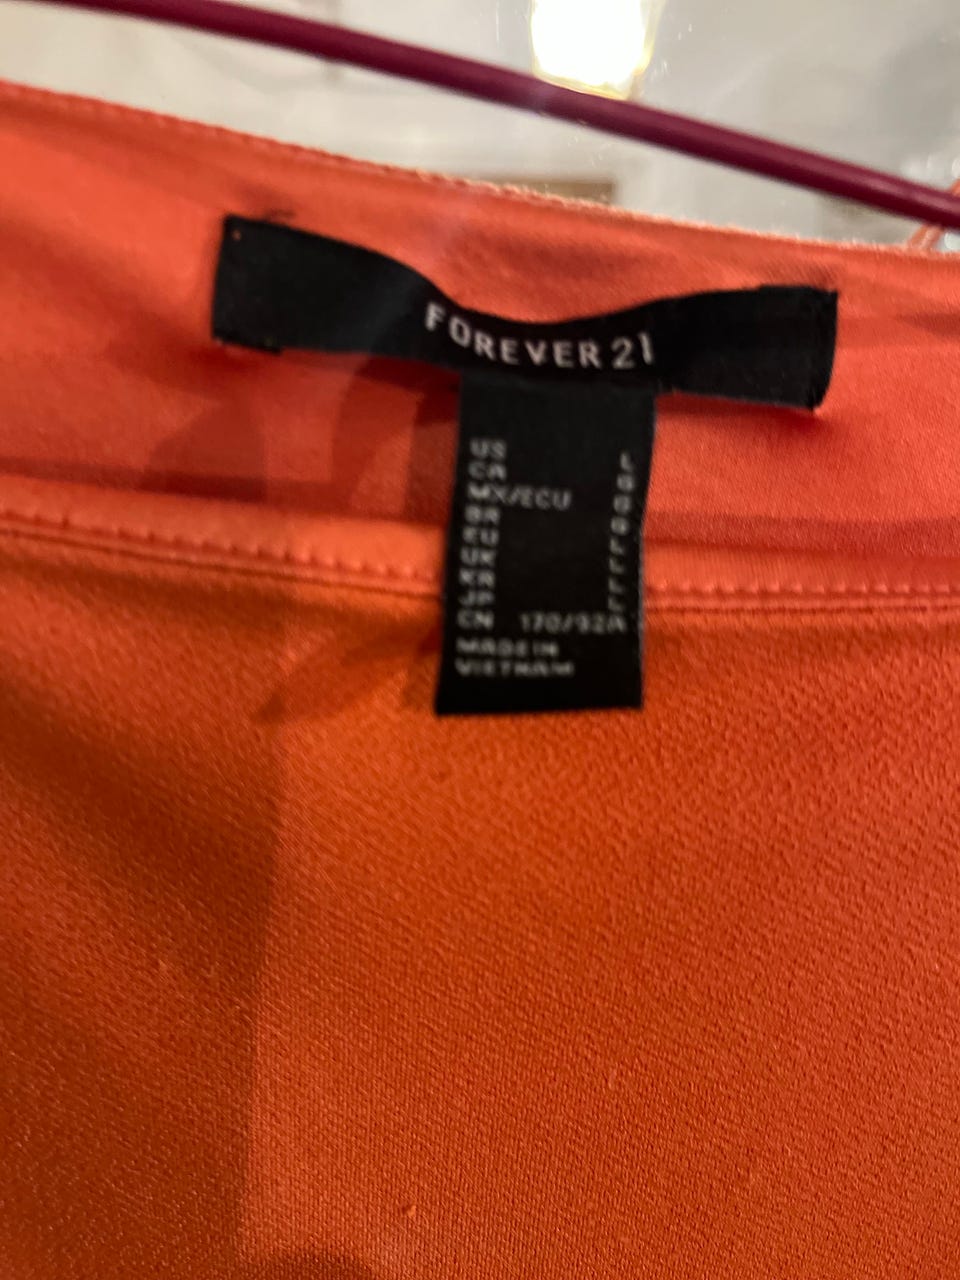 FOREVER 21
US L
CA G
MX/ECU G
BR G
EU L
UK L
KR L
JP L
CN 170/92A
MADE IN
VIETNAM